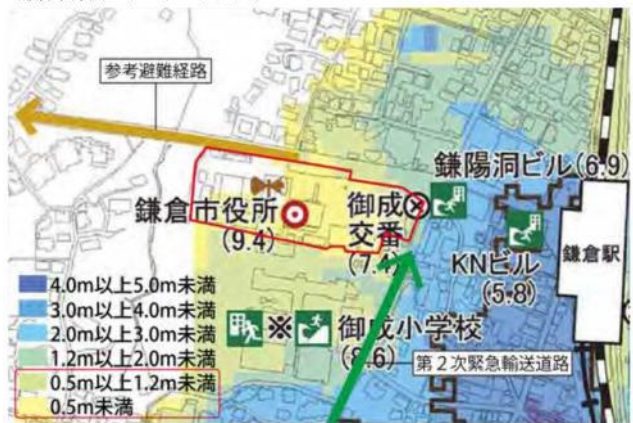 参考避難経路
鎌陽洞ビル(6.9)
鎌倉市役所
(9.4)
御成
交番
(7.4)
KNビル
(5.8)
鎌倉駅
4.0m以上5.0m未満
3.0m以上4.0m未満
2.0m以上3.0m未満
1.2m以上2.0m未満
0.5m以上1.2m未満
0.5m未満
※
御成小学校
(8.6)
第2次緊急輸送道路